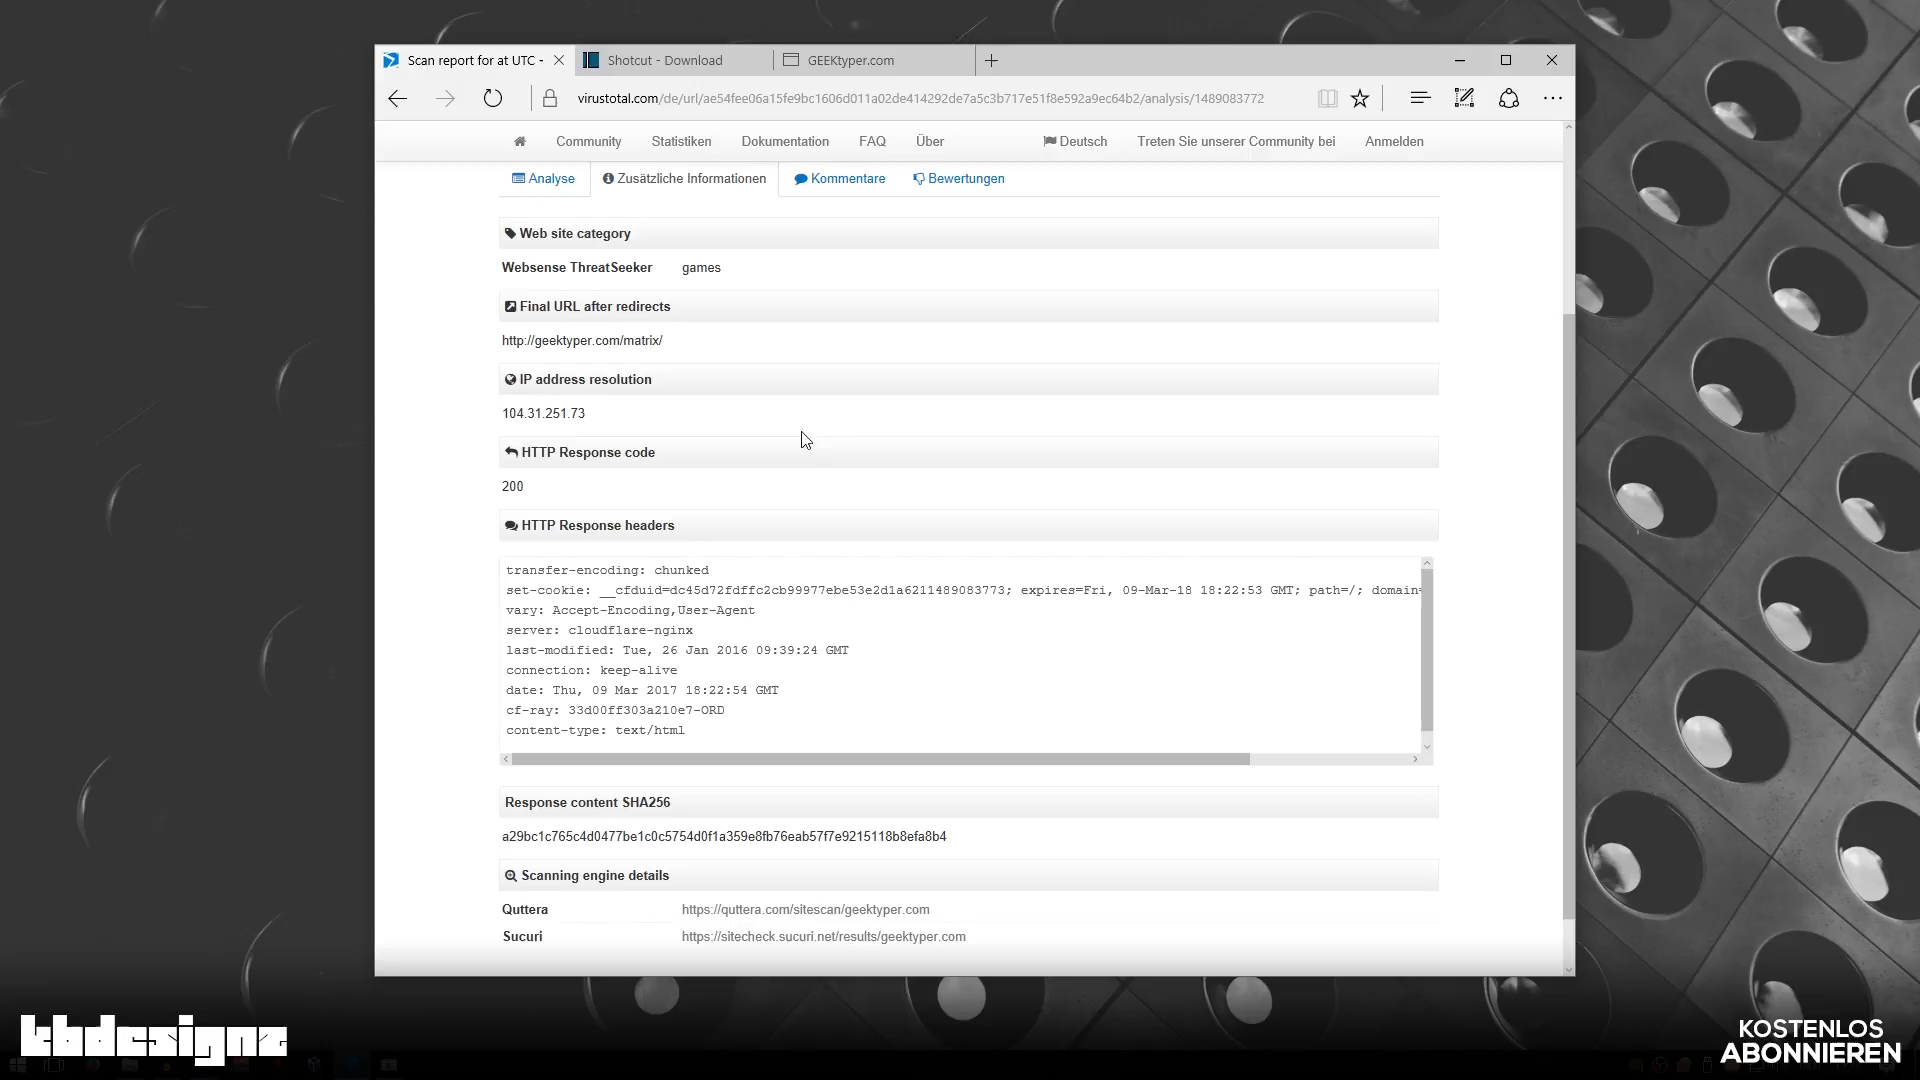 Scan report for at UTC -
Shotcut - Download
GEEKtyper.com
virustotal.com/de/url/ae54fee06a15fe9bc1606d011a02de414292de7a5c3b717e51f8e592a9ec64b2/analysis/1489083772
Community Statistiken Dokumentation FAQ Über Deutsch Treten Sie unserer Community bei Anmelden
Analyse Zusätzliche Informationen Kommentare Bewertungen
Web site category
Websense ThreatSeeker games
Final URL after redirects
http://geektyper.com/matrix/
IP address resolution
104.31.251.73
HTTP Response code
200
HTTP Response headers
transfer-encoding: chunked
set-cookie: __cfduid=dc45d72fdffc2cb99977ebe53e2d1a6211489083773; expires=Fri, 09-Mar-18 18:22:53 GMT; path=/; domain=
vary: Accept-Encoding,User-Agent
server: cloudflare-nginx
last-modified: Tue, 26 Jan 2016 09:39:24 GMT
connection: keep-alive
date: Thu, 09 Mar 2017 18:22:54 GMT
cf-ray: 33d00ff303a210e7-ORD
content-type: text/html
Response content SHA256
a29bc1c765c4d0477be1c0c5754d0f1a359e8fb76eab57f7e9215118b8efa8b4
Scanning engine details
Quttera https://quttera.com/sitescan/geektyper.com
Sucuri https://sitecheck.sucuri.net/results/geektyper.com
kbdesignz
KOSTENLOS
ABONNIEREN